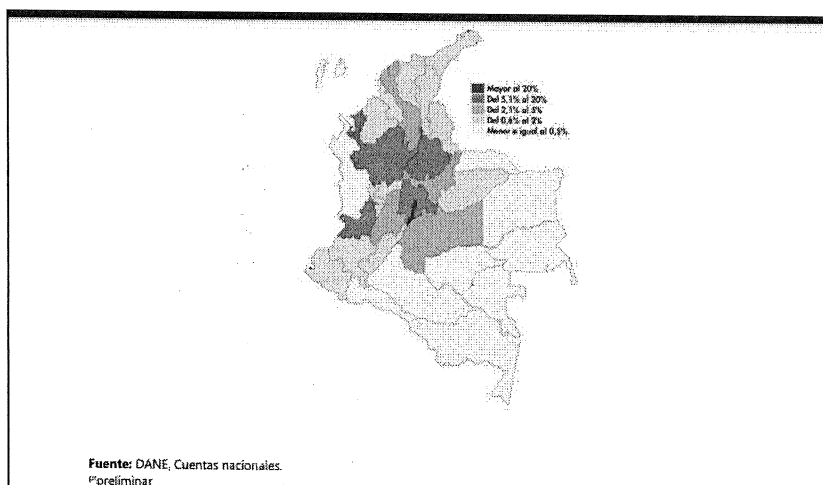 Mayor al 20%
Del 5,1% al 20%
Del 2,1% al 5%
Del 0,6% al 2%
Menor o igual al 0,5%
Fuente: DANE, Cuentas nacionales.
preliminar